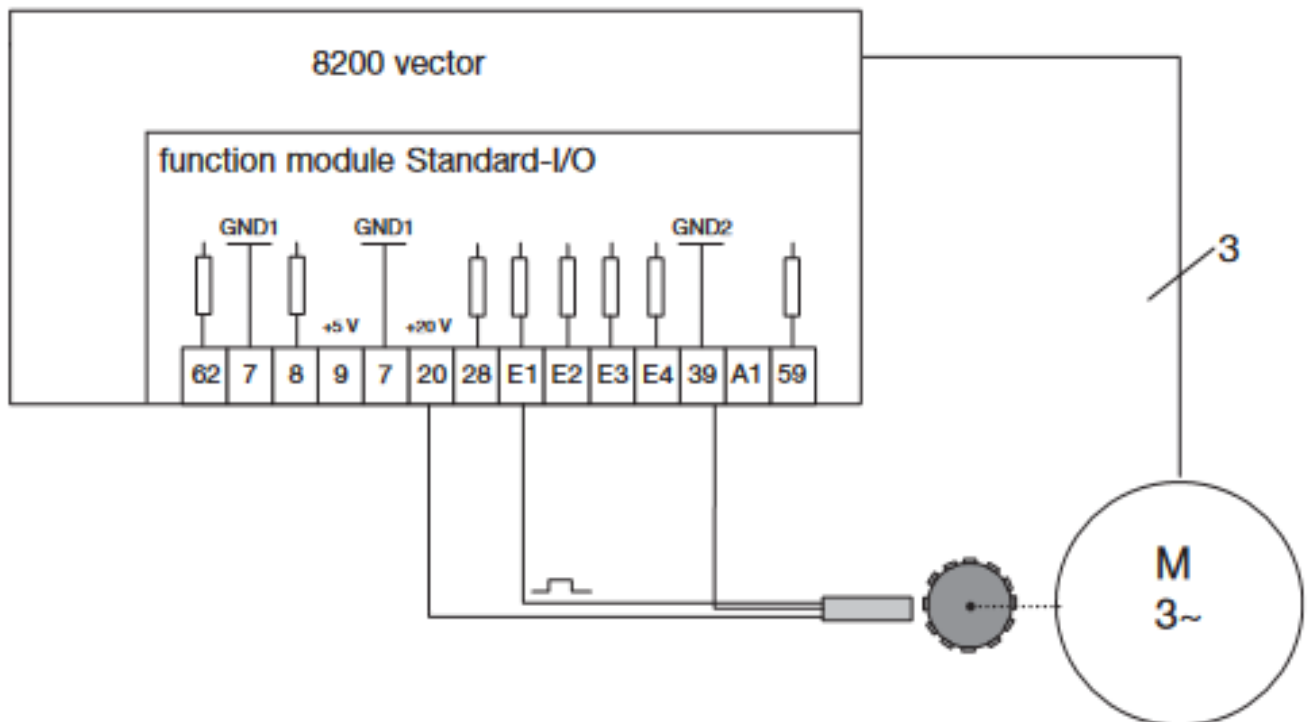 8200 vector
function module Standard-I/O
GND1 GND1 GND2
+5 V +20 V
3
62 7 8 9 7 20 28 E1 E2 E3 E4 39 A1 59
M
3~